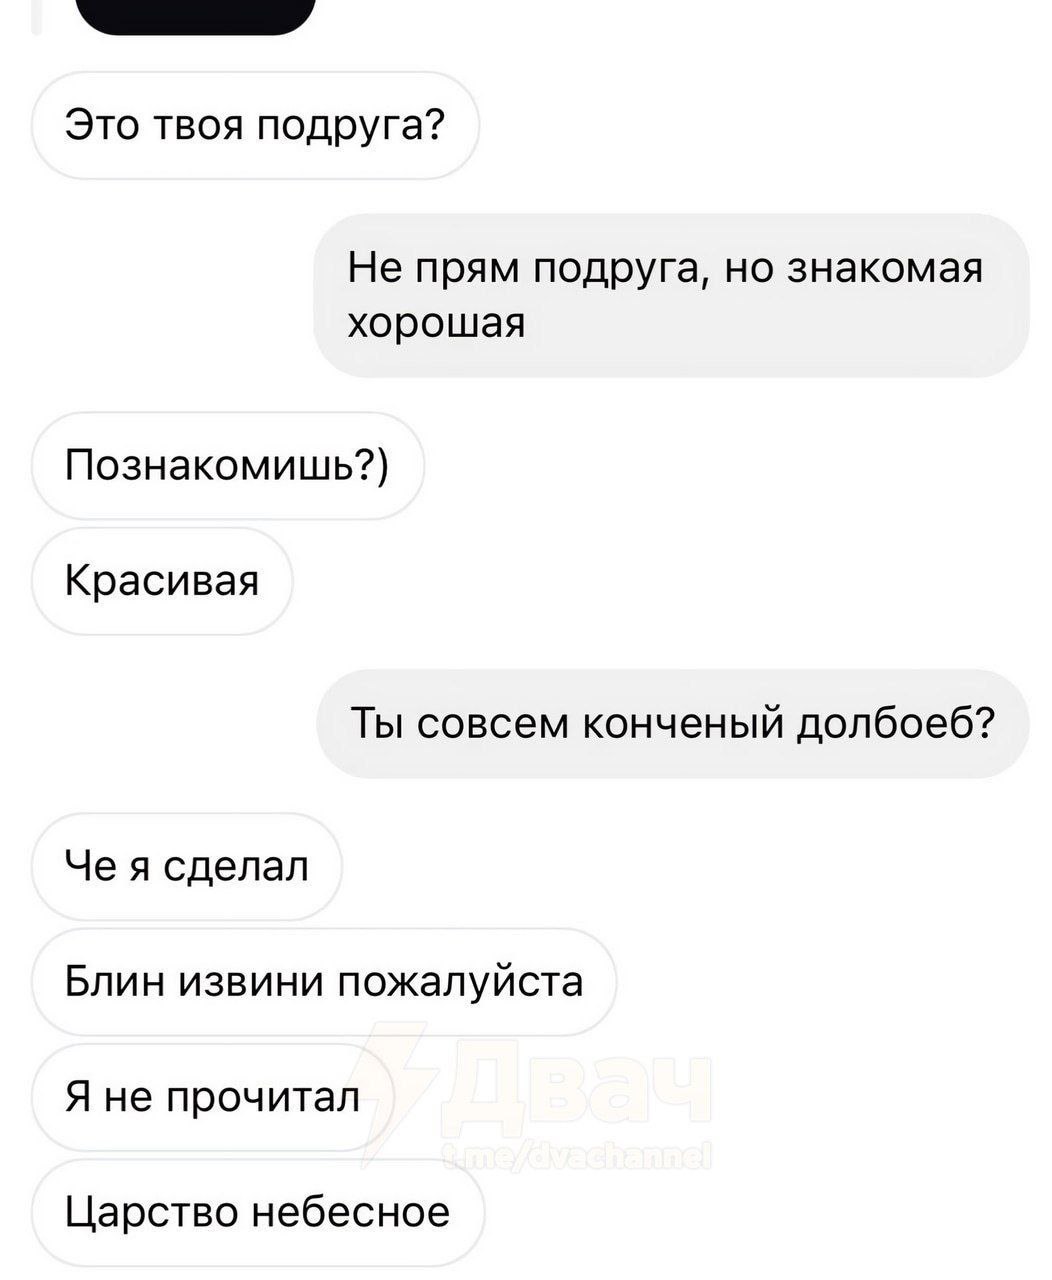 Это твоя подруга?
Не прям подруга, но знакомая
хорошая
Познакомишь?)
Красивая
Ты совсем конченый долбоеб?
Че я сделал
Блин извини пожалуйста
Я не прочитал
Двач
t.me/dvachannel
Царство небесное